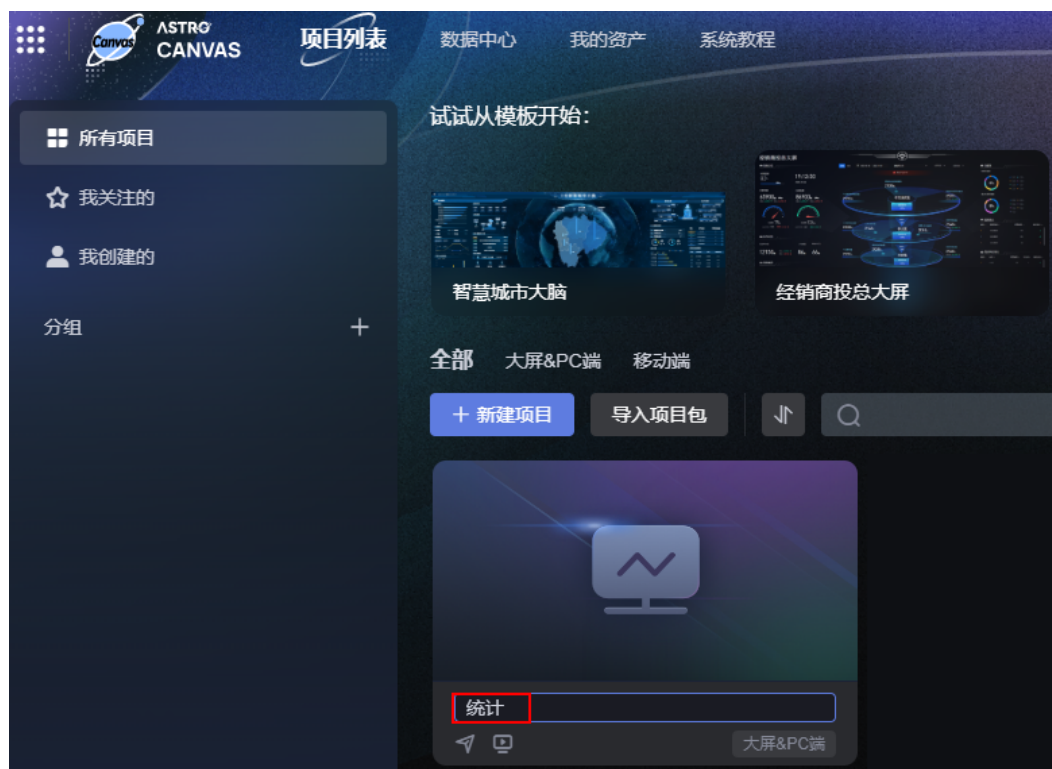 Canvas
ASTRO
CANVAS
项目列表
数据中心
我的资产
系统教程
所有项目
我关注的
我创建的
分组
试试从模板开始：
智慧城市大脑
经销商投总大屏
全部
大屏&PC端
移动端
新建项目
导入项目包
统计
大屏&PC端